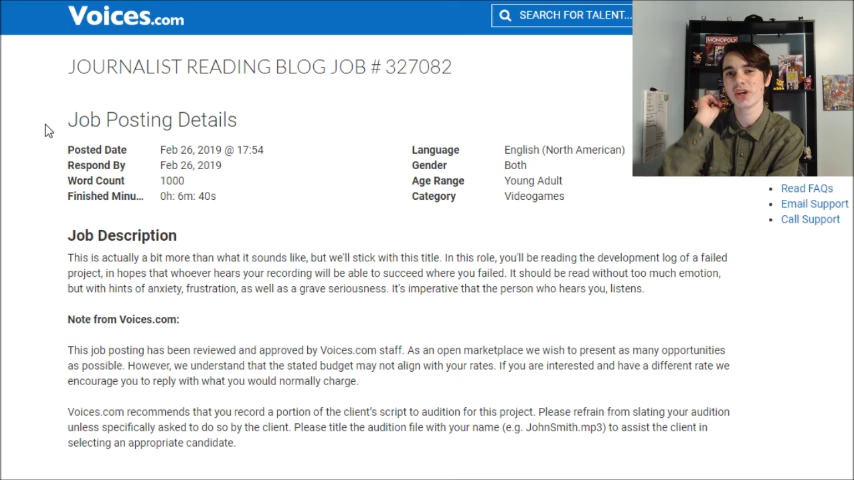 Voices.com
SEARCH FOR TALENT...
MONOPOLY
JOURNALIST READING BLOG JOB # 327082
Job Posting Details
Posted Date Feb 26, 2019 @ 17:54 Language English (North American)
Respond By Feb 26, 2019 Gender Both
Word Count 1000 Age Range Young Adult
Finished Minu... 0h: 6m: 40s Category Videogames
Read FAQs
Email Support
Call Support
Job Description
This is actually a bit more than what it sounds like, but we'll stick with this title. In this role, you'll be reading the development log of a failed
project, in hopes that whoever hears your recording will be able to succeed where you failed. It should be read without too much emotion,
but with hints of anxiety, frustration, as well as a grave seriousness. It's imperative that the person who hears you, listens.
Note from Voices.com:
This job posting has been reviewed and approved by Voices.com staff. As an open marketplace we wish to present as many opportunities
as possible. However, we understand that the stated budget may not align with your rates. If you are interested and have a different rate we
encourage you to reply with what you would normally charge.
Voices.com recommends that you record a portion of the client's script to audition for this project. Please refrain from slating your audition
unless specifically asked to do so by the client. Please title the audition file with your name (e.g. JohnSmith.mp3) to assist the client in
selecting an appropriate candidate.